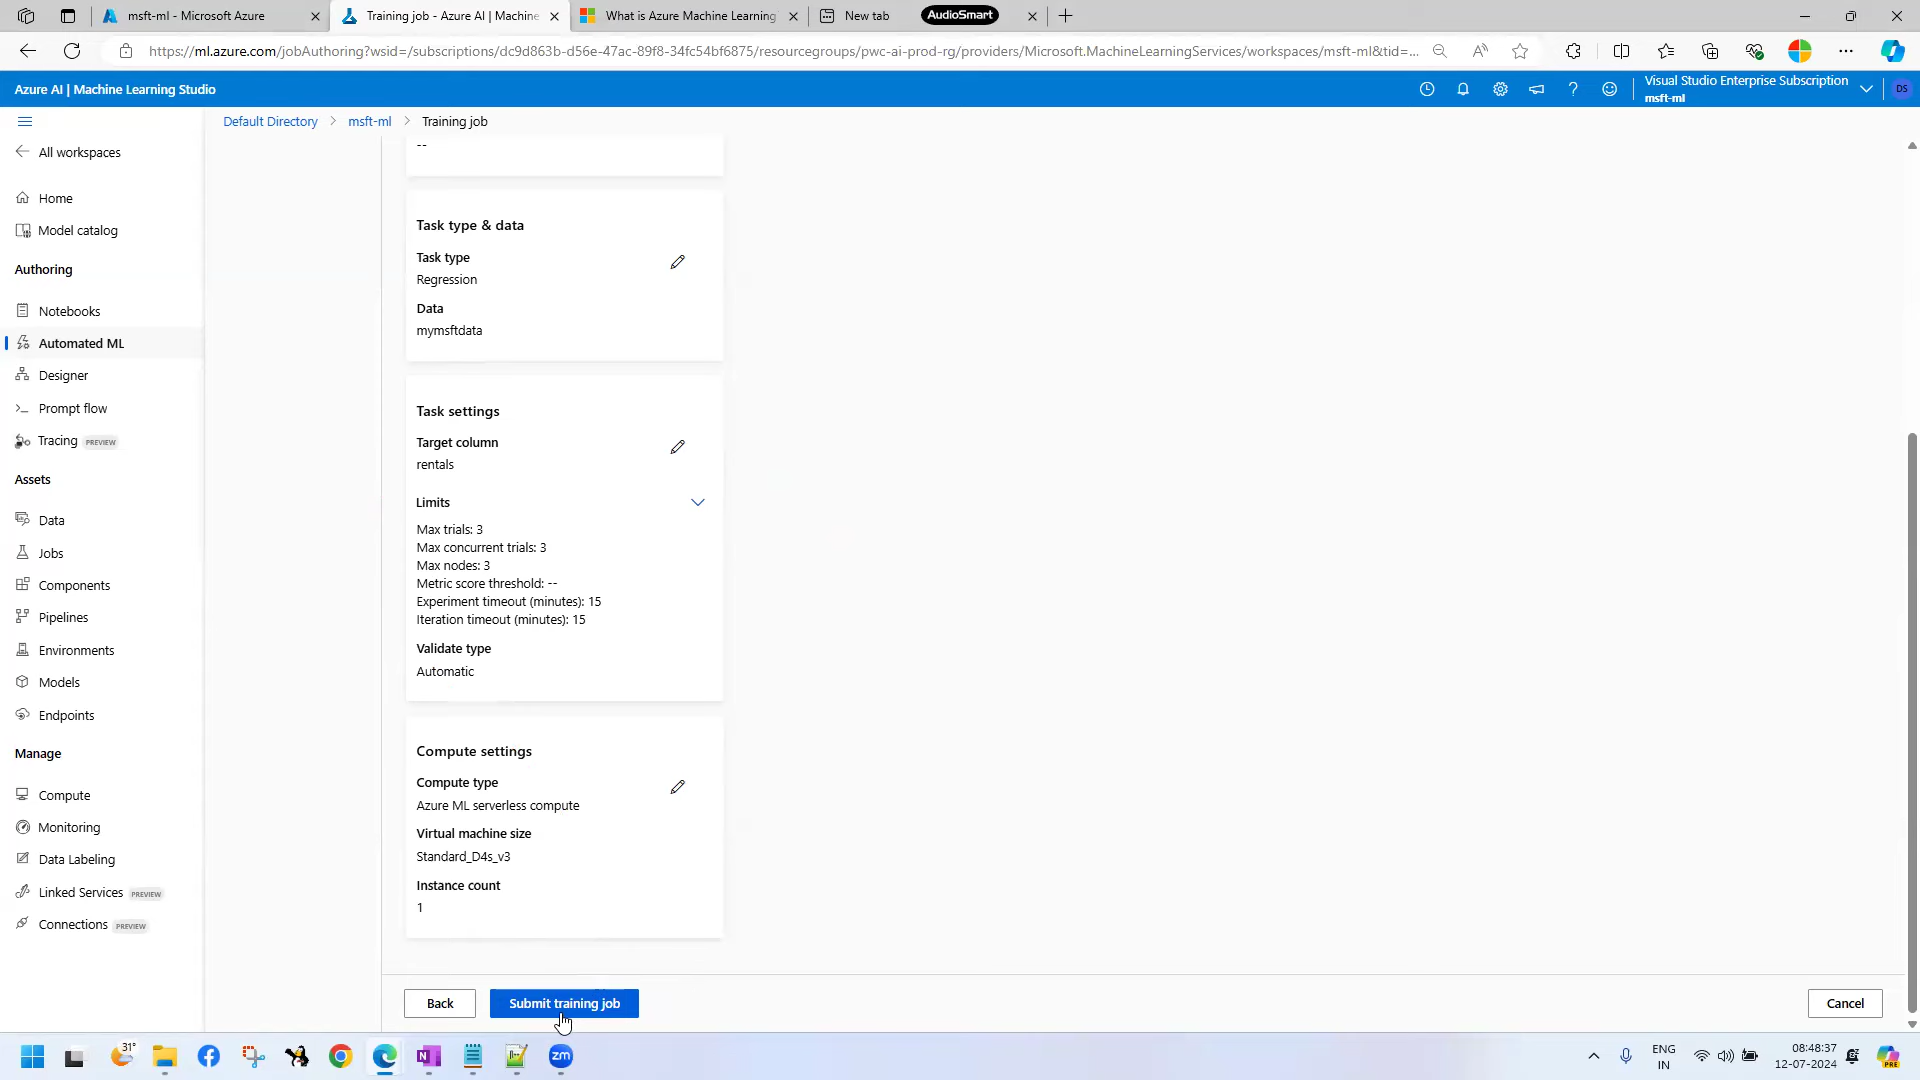 msft-ml - Microsoft Azure
Training job - Azure AI | Machine
What is Azure Machine Learning
New tab
AudioSmart
https://ml.azure.com/jobAuthoring?wsid=/subscriptions/dc9d863b-d56e-47ac-89f8-34fc54bf6875/resourcegroups/pwc-ai-prod-rg/providers/Microsoft.MachineLearningServices/workspaces/msft-ml&tid=...
Azure AI | Machine Learning Studio
Visual Studio Enterprise Subscription
msft-ml
DS
Default Directory > msft-ml > Training job
All workspaces
Home
Model catalog
Authoring
Notebooks
Automated ML
Designer
Prompt flow
Tracing PREVIEW
Assets
Data
Jobs
Components
Pipelines
Environments
Models
Endpoints
Manage
Compute
Monitoring
Data Labeling
Linked Services PREVIEW
Connections PREVIEW
--
Task type & data
Task type
Regression
Data
mymsftdata
Task settings
Target column
rentals
Limits
Max trials: 3
Max concurrent trials: 3
Max nodes: 3
Metric score threshold: --
Experiment timeout (minutes): 15
Iteration timeout (minutes): 15
Validate type
Automatic
Compute settings
Compute type
Azure ML serverless compute
Virtual machine size
Standard_D4s_v3
Instance count
1
Back
Submit training job
Cancel
31°
zm
ENG
IN
08:48:37
12-07-2024
PRE